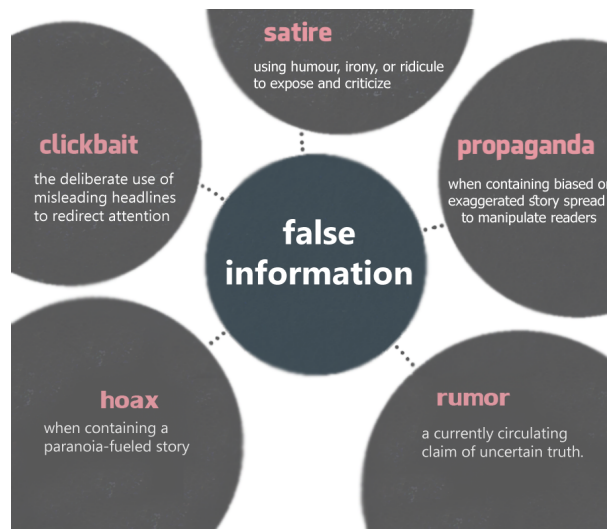 satire
using humour, irony, or ridicule
to expose and criticize
clickbait
the deliberate use of
misleading headlines
to redirect attention
propaganda
when containing biased or
exaggerated story spread
to manipulate readers
false
information
hoax
when containing a
paranoia-fueled story
rumor
a currently circulating
claim of uncertain truth.